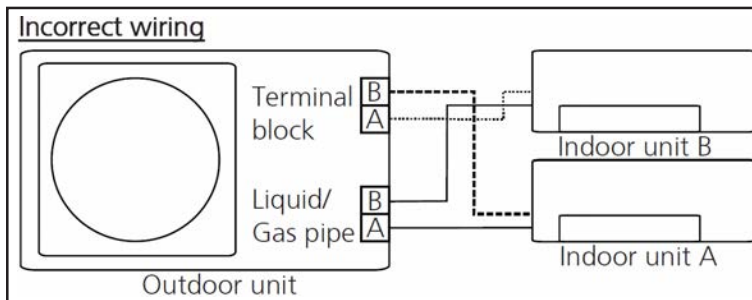 Incorrect wiring
Terminal
block
B
A
Liquid/
Gas pipe
B
A
Outdoor unit
Indoor unit B
Indoor unit A